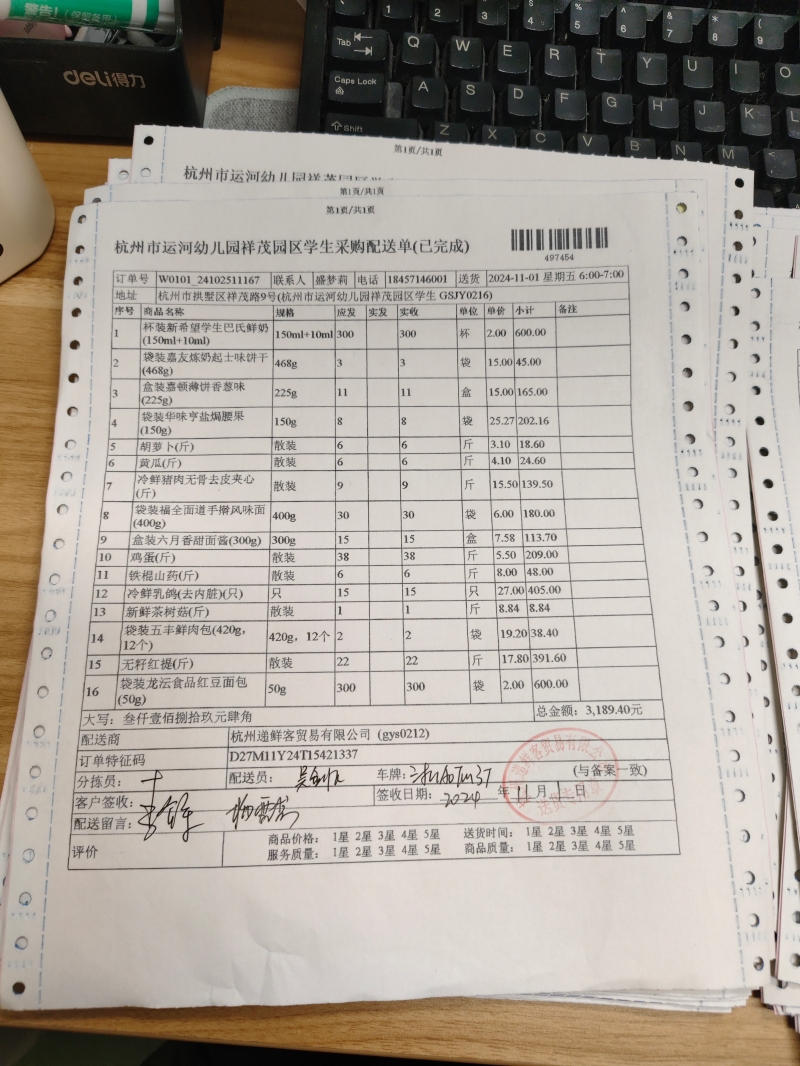 警告!
deli得力
Tab
Caps Lock
Shift
Q W E R T Y U I
A S D F G H J K L
Z X C V B N M
第1页/共1页
杭州市运河幼儿园祥茂园区
第1页/共1页
第1页/共1页
杭州市运河幼儿园祥茂园区学生采购配送单(已完成)
497454
订单号 W0101_24102511167 联系人 盛梦莉 电话 18457146001 送货 2024-11-01 星期五 6:00-7:00
地址 杭州市拱墅区祥茂路9号(杭州市运河幼儿园祥茂园区学生 GSJY0216)
序号 商品名称 规格 应发 实发 实收 单位 单价 小计 备注
1 杯装新希望学生巴氏鲜奶(150ml+10ml) 150ml+10ml 300 300 杯 2.00 600.00
2 袋装嘉友炼奶起士味饼干(468g) 468g 3 3 袋 15.00 45.00
3 盒装嘉顿薄饼香葱味(225g) 225g 11 11 盒 15.00 165.00
4 袋装华味亨盐焗腰果(150g) 150g 8 8 袋 25.27 202.16
5 胡萝卜(斤) 散装 6 6 斤 3.10 18.60
6 黄瓜(斤) 散装 6 6 斤 4.10 24.60
7 冷鲜猪肉无骨去皮夹心(斤) 散装 9 9 斤 15.50 139.50
8 袋装福全面道手擀风味面(400g) 400g 30 30 袋 6.00 180.00
9 盒装六月香甜面酱(300g) 300g 15 15 盒 7.58 113.70
10 鸡蛋(斤) 散装 38 38 斤 5.50 209.00
11 铁棍山药(斤) 散装 6 6 斤 8.00 48.00
12 冷鲜乳鸽(去内脏)(只) 只 15 15 只 27.00 405.00
13 新鲜茶树菇(斤) 散装 1 1 斤 8.84 8.84
14 袋装五丰鲜肉包(420g,12个) 420g,12个 2 2 袋 19.20 38.40
15 无籽红提(斤) 散装 22 22 斤 17.80 391.60
16 袋装龙沄食品红豆面包(50g) 50g 300 300 袋 2.00 600.00
大写:叁仟壹佰捌拾玖元肆角 总金额:3,189.40元
配送商 杭州递鲜客贸易有限公司 (gys0212)
订单特征码 D27M11Y24T15421337
分拣员: 配送员: 车牌: (与备案一致)
客户签收: 签收日期: 2024 年 11 月 1 日
配送留言:
评价 商品价格: 1星 2星 3星 4星 5星 送货时间: 1星 2星 3星 4星 5星
服务质量: 1星 2星 3星 4星 5星 商品质量: 1星 2星 3星 4星 5星